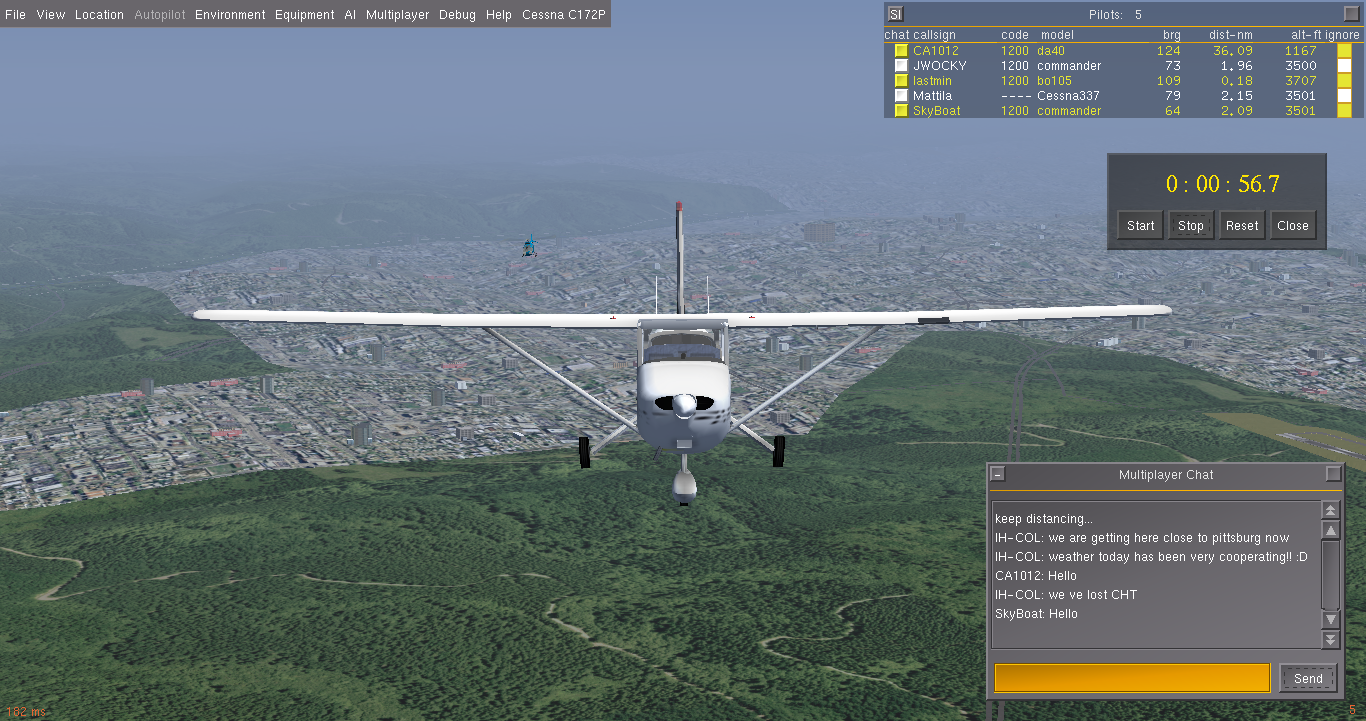 File View Location Autopilot Environment Equipment AI Multiplayer Debug Help Cessna C172P
SI Pilots: 5
chat callsign code model brg dist-nm alt-ft ignore
CA1012 1200 da40 124 36.09 1167
JWOCKY 1200 commander 73 1.96 3500
lastmin 1200 bo105 109 0.18 3707
Mattila ---- Cessna337 79 2.15 3501
SkyBoat 1200 commander 64 2.09 3501
0 : 00 : 56.7
Start Stop Reset Close
Multiplayer Chat
keep distancing...
IH-COL: we are getting here close to pittsburg now
IH-COL: weather today has been very cooperating!! :D
CA1012: Hello
IH-COL: we ve lost CHT
SkyBoat: Hello
Send
182 ms
5